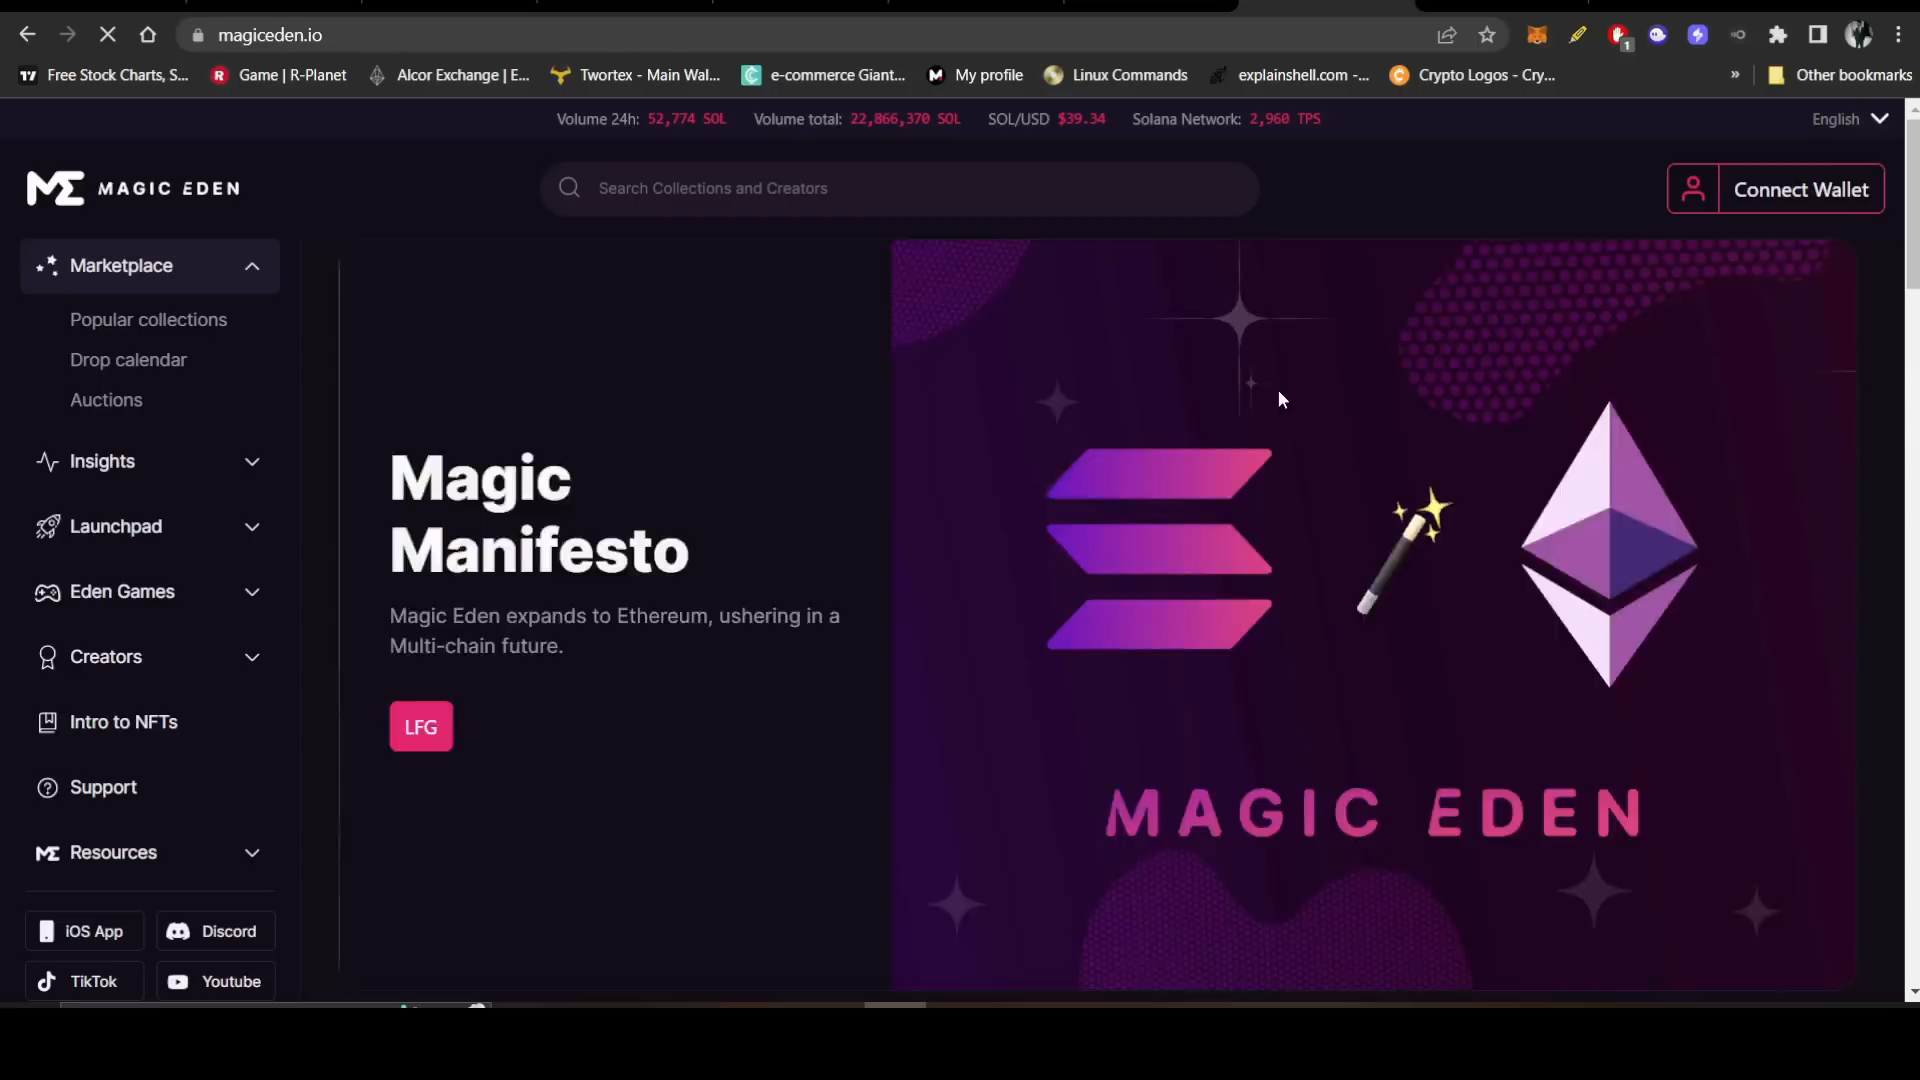 magiceden.io
1
Free Stock Charts, S...
Game | R-Planet
Alcor Exchange | E...
Twortex - Main Wal...
e-commerce Giant...
My profile
Linux Commands
explainshell.com -...
Crypto Logos - Cry...
»
Other bookmarks
Volume 24h: 52,774 SOL
Volume total: 22,866,370 SOL
SOL/USD $39.34
Solana Network: 2,960 TPS
English
MAGIC EDEN
Search Collections and Creators
Connect Wallet
Marketplace
Popular collections
Drop calendar
Auctions
Insights
Launchpad
Eden Games
Creators
Intro to NFTs
Support
Resources
iOS App
Discord
TikTok
Youtube
Magic
Manifesto
Magic Eden expands to Ethereum, ushering in a
Multi-chain future.
LFG
MAGIC EDEN